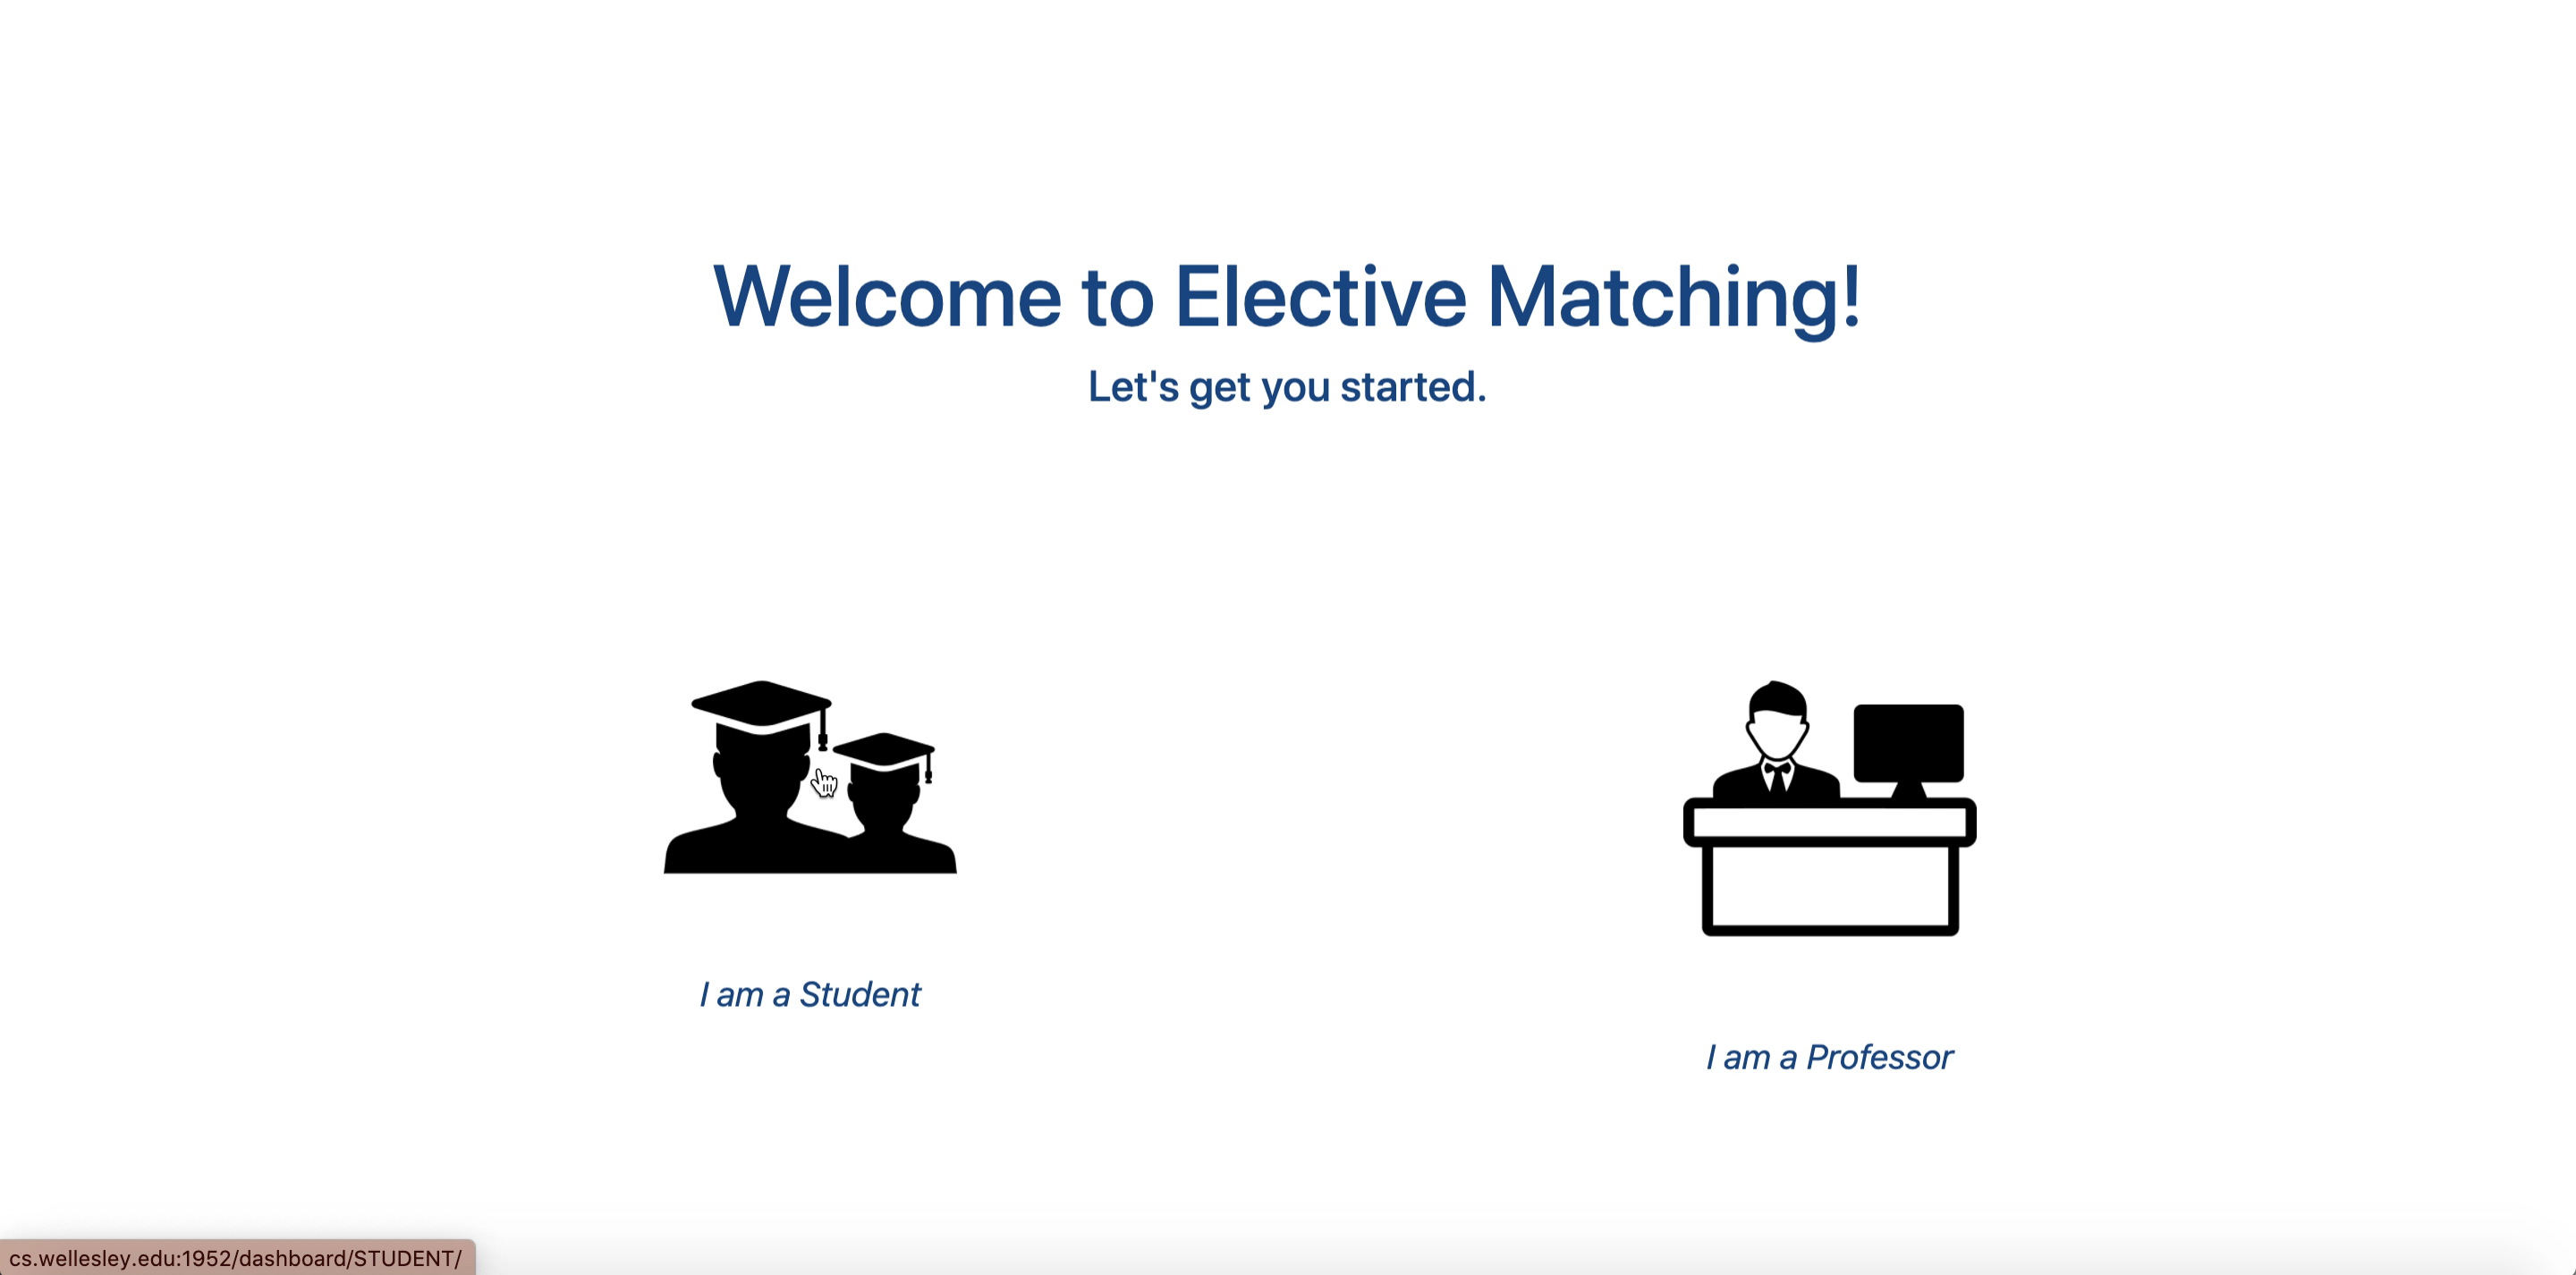 Welcome to Elective Matching!
Let's get you started.
I am a Student
I am a Professor
cs.wellesley.edu:1952/dashboard/STUDENT/